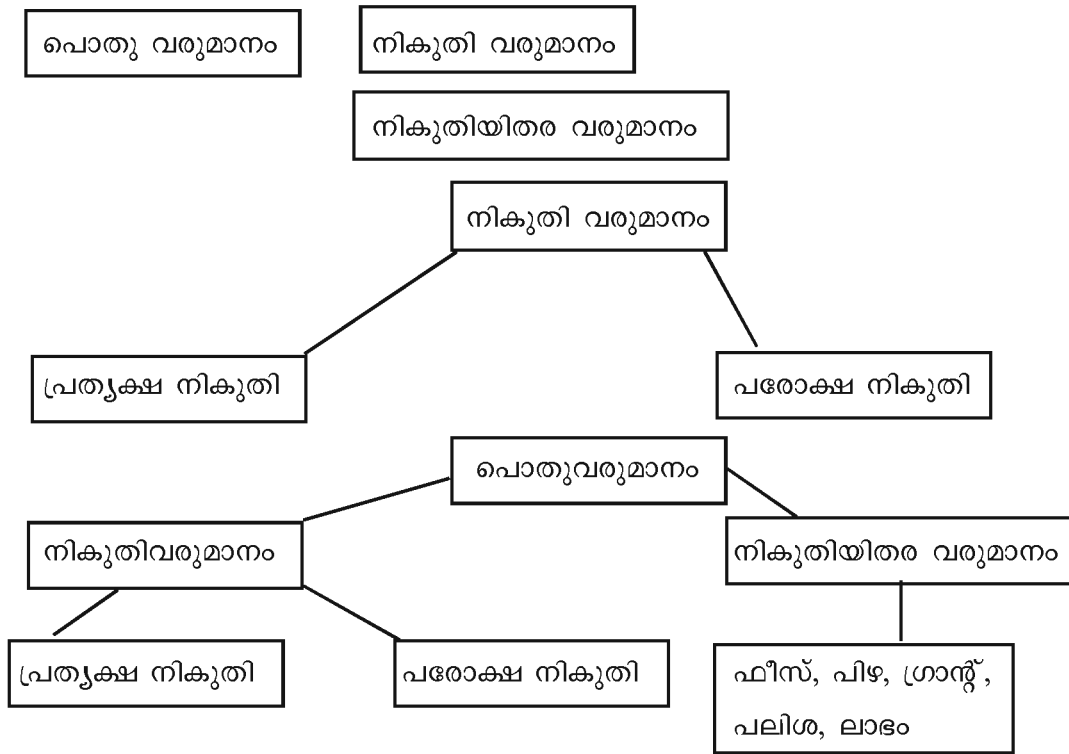 പൊതു വരുമാനം
നികുതി വരുമാനം
നികുതിയിതര വരുമാനം
നികുതി വരുമാനം
പ്രത്യക്ഷ നികുതി
പരോക്ഷ നികുതി
പൊതുവരുമാനം
നികുതിവരുമാനം
നികുതിയിതര വരുമാനം
പ്രത്യക്ഷ നികുതി
പരോക്ഷ നികുതി
ഫീസ്, പിഴ, ഗ്രാന്റ്,
പലിശ, ലാഭം